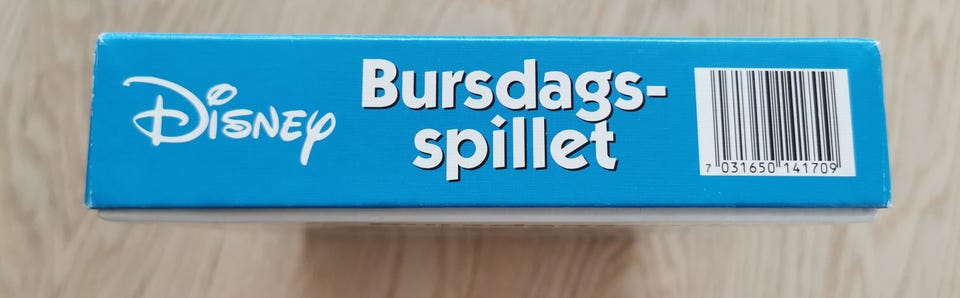 Disney
Bursdags-
spillet
7 031650 141709